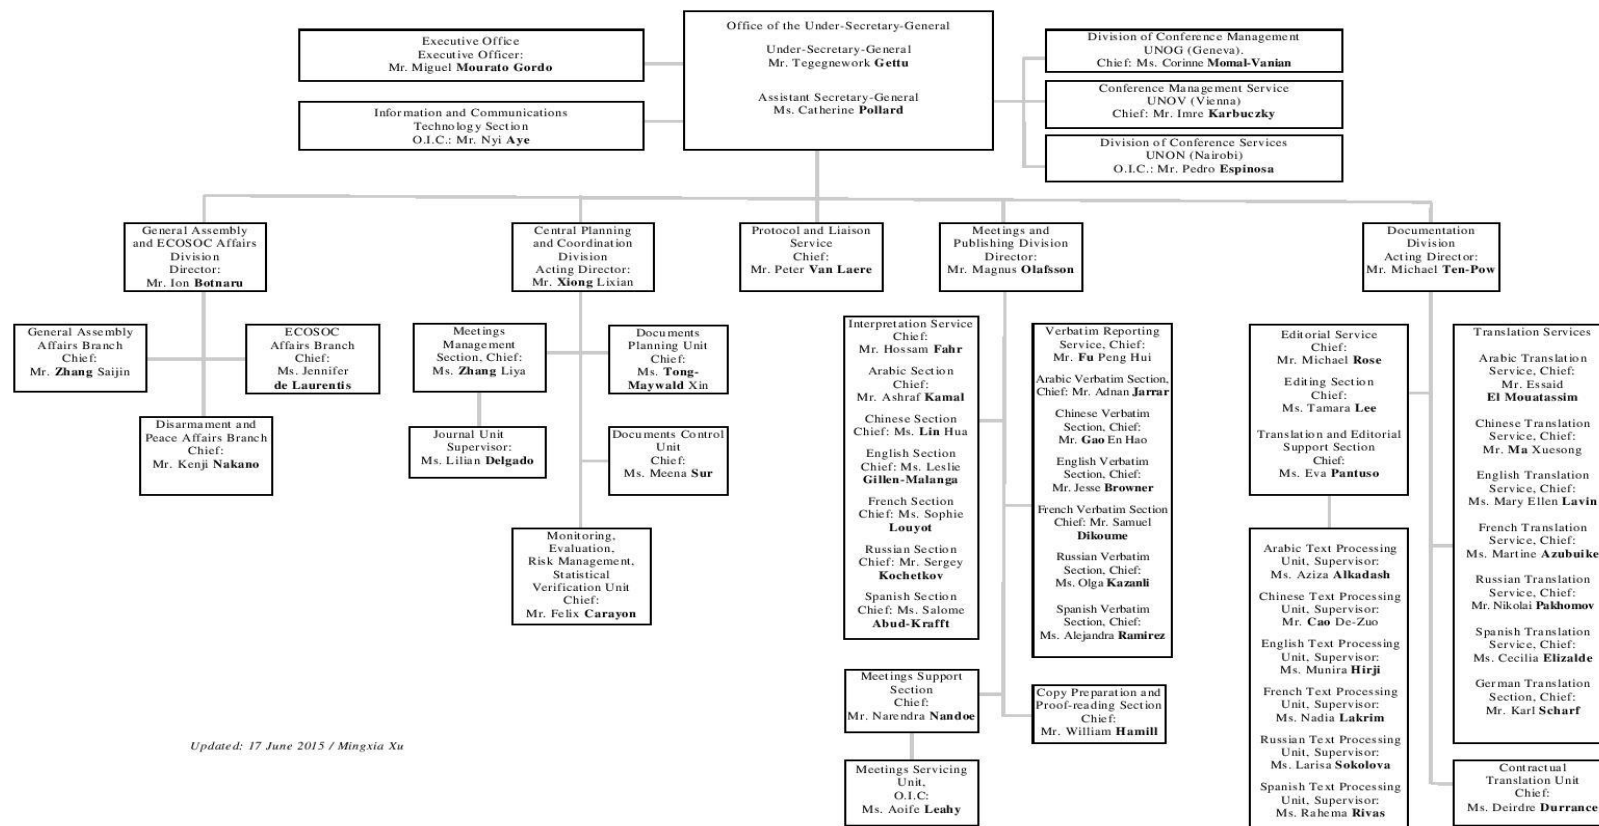 Office of the Under-Secretary-General
Under-Secretary-General
Mr. Tegegnework Gettu
Assistant Secretary-General
Ms. Catherine Pollard
Executive Office
Executive Officer:
Mr. Miguel Mourato Gordo
Information and Communications
Technology Section
O.I.C.: Mr. Nyi Aye
Division of Conference Management
UNOG (Geneva).
Chief: Ms. Corinne Momal-Vanian
Conference Management Service
UNOV (Vienna)
Chief: Mr. Imre Karbuczky
Division of Conference Services
UNON (Nairobi)
O.I.C.: Mr. Pedro Espinosa
General Assembly
and ECOSOC Affairs
Division
Director:
Mr. Ion Botnaru
Central Planning
and Coordination
Division
Acting Director:
Mr. Xiong Lixian
Protocol and Liaison
Service
Chief:
Mr. Peter Van Laere
Meetings and
Publishing Division
Director:
Mr. Magnus Olafsson
Documentation
Division
Acting Director:
Mr. Michael Ten-Pow
General Assembly
Affairs Branch
Chief:
Mr. Zhang Saijin
ECOSOC
Affairs Branch
Chief:
Ms. Jennifer
de Laurentis
Disarmament and
Peace Affairs Branch
Chief:
Mr. Kenji Nakano
Meetings
Management
Section, Chief:
Ms. Zhang Liya
Documents
Planning Unit
Chief:
Ms. Tong-
Maywald Xin
Journal Unit
Supervisor:
Ms. Lilian Delgado
Documents Control
Unit
Chief:
Ms. Meena Sur
Monitoring,
Evaluation,
Risk Management,
Statistical
Verification Unit
Chief:
Mr. Felix Carayon
Interpretation Service
Chief:
Mr. Hossam Fahr
Arabic Section
Chief:
Mr. Ashraf Kamal
Chinese Section
Chief: Ms. Lin Hua
English Section
Chief: Ms. Leslie
Gillen-Malanga
French Section
Chief: Ms. Sophie
Louyot
Russian Section
Chief: Mr. Sergey
Kochetkov
Spanish Section
Chief: Ms. Salome
Abud-Krafft
Verbatim Reporting
Service, Chief:
Mr. Fu Peng Hui
Arabic Verbatim Section,
Chief: Mr. Adnan Jarrar
Chinese Verbatim
Section, Chief:
Mr. Gao En Hao
English Verbatim
Section, Chief:
Mr. Jesse Browner
French Verbatim Section
Chief: Mr. Samuel
Dikoume
Russian Verbatim
Section, Chief:
Ms. Olga Kazanli
Spanish Verbatim
Section, Chief:
Ms. Alejandra Ramirez
Meetings Support
Section
Chief:
Mr. Narendra Nandoe
Copy Preparation and
Proof-reading Section
Chief:
Mr. William Hamill
Meetings Servicing
Unit,
O.I.C:
Ms. Aoife Leahy
Editorial Service
Chief:
Mr. Michael Rose
Editing Section
Chief:
Ms. Tamara Lee
Translation and Editorial
Support Section
Chief:
Ms. Eva Pantuso
Arabic Text Processing
Unit, Supervisor:
Ms. Aziza Alkadash
Chinese Text Processing
Unit, Supervisor:
Mr. Cao De-Zuo
English Text Processing
Unit, Supervisor:
Ms. Munira Hirji
French Text Processing
Unit, Supervisor:
Ms. Nadia Lakrim
Russian Text Processing
Unit, Supervisor:
Ms. Larisa Sokolova
Spanish Text Processing
Unit, Supervisor:
Ms. Rahema Rivas
Translation Services
Arabic Translation
Service, Chief:
Mr. Essaid
El Mouatassim
Chinese Translation
Service, Chief:
Mr. Ma Xuesong
English Translation
Service, Chief:
Ms. Mary Ellen Lavin
French Translation
Service, Chief:
Ms. Martine Azubuike
Russian Translation
Service, Chief:
Mr. Nikolai Pakhomov
Spanish Translation
Service, Chief:
Ms. Cecilia Elizalde
German Translation
Section, Chief:
Mr. Karl Scharf
Contractual
Translation Unit
Chief:
Ms. Deirdre Durrance
Updated: 17 June 2015 / Mingxia Xu